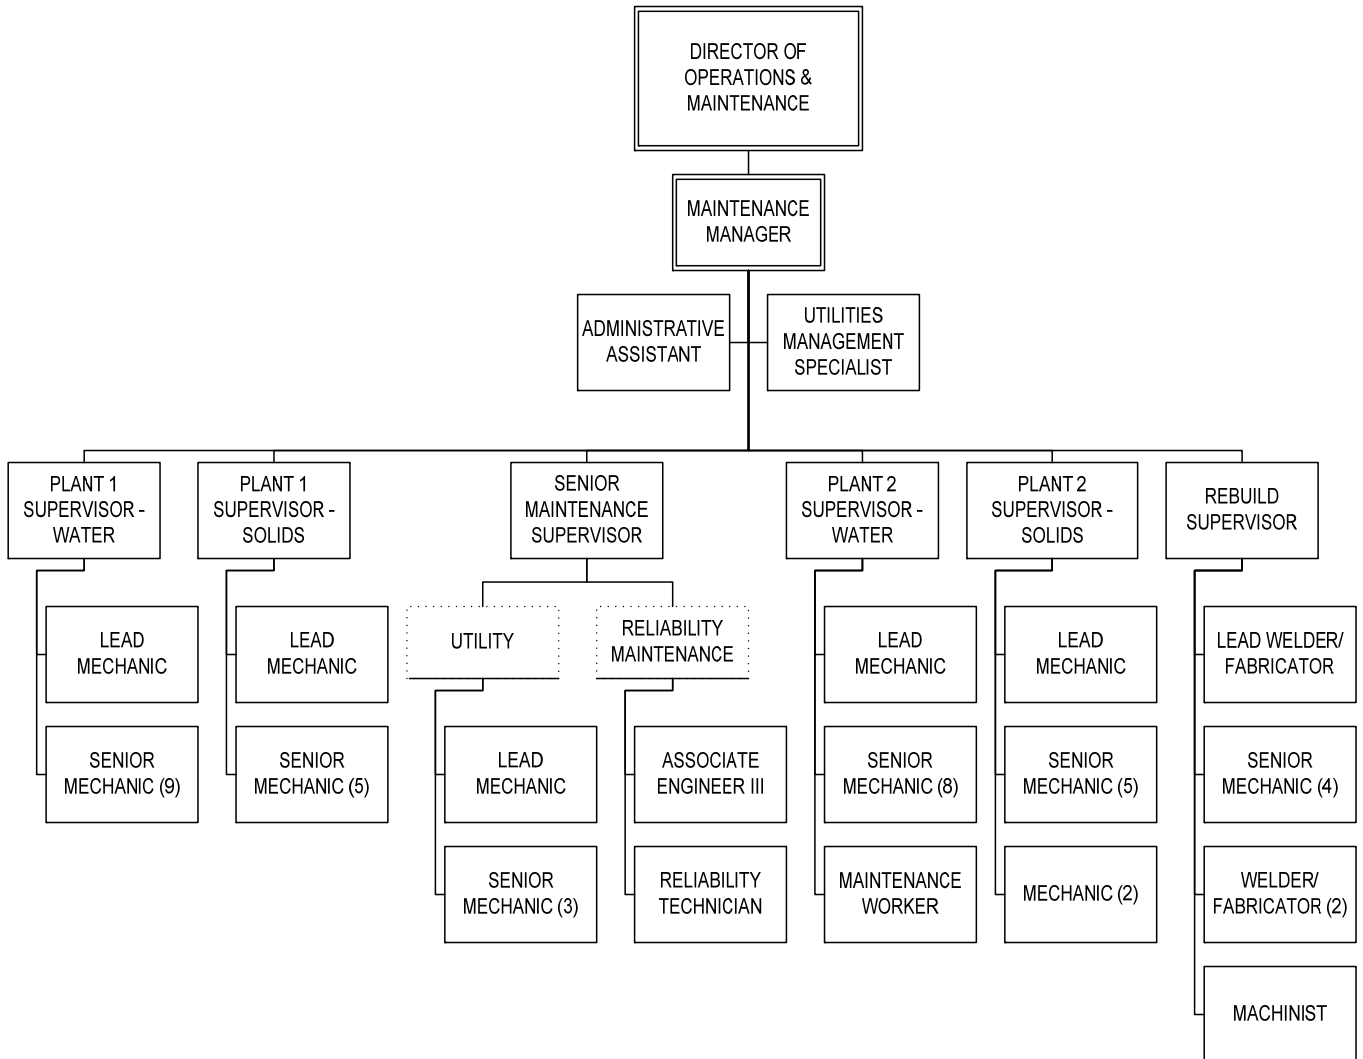 DIRECTOR OF
OPERATIONS &
MAINTENANCE
MAINTENANCE
MANAGER
ADMINISTRATIVE
ASSISTANT
UTILITIES
MANAGEMENT
SPECIALIST
PLANT 1
SUPERVISOR -
WATER
PLANT 1
SUPERVISOR -
SOLIDS
SENIOR
MAINTENANCE
SUPERVISOR
PLANT 2
SUPERVISOR -
WATER
PLANT 2
SUPERVISOR -
SOLIDS
REBUILD
SUPERVISOR
LEAD
MECHANIC
LEAD
MECHANIC
UTILITY
RELIABILITY
MAINTENANCE
LEAD
MECHANIC
LEAD
MECHANIC
LEAD WELDER/
FABRICATOR
SENIOR
MECHANIC (9)
SENIOR
MECHANIC (5)
LEAD
MECHANIC
ASSOCIATE
ENGINEER III
SENIOR
MECHANIC (8)
SENIOR
MECHANIC (5)
SENIOR
MECHANIC (4)
SENIOR
MECHANIC (3)
RELIABILITY
TECHNICIAN
MAINTENANCE
WORKER
MECHANIC (2)
WELDER/
FABRICATOR (2)
MACHINIST